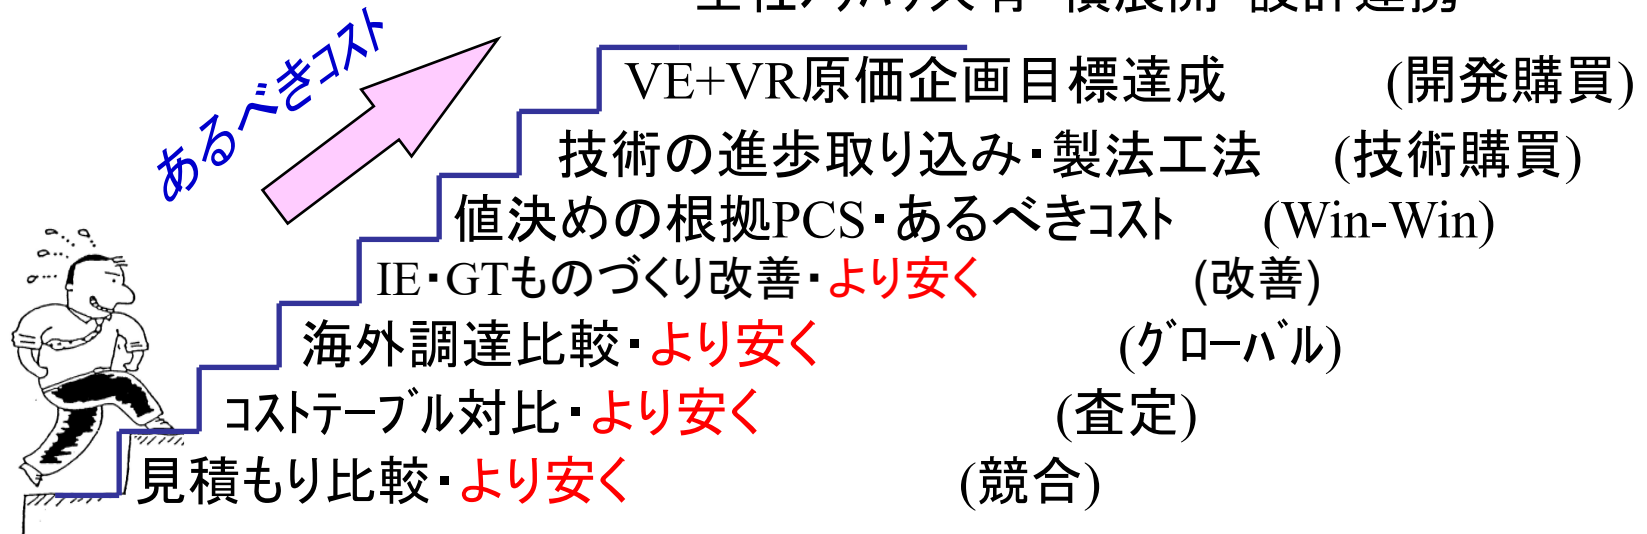 あるべきコスト
VE+VR原価企画目標達成 (開発購買)
技術の進歩取り込み・製法工法 (技術購買)
値決めの根拠PCS・あるべきコスト (Win-Win)
IE・GTものづくり改善・より安く (改善)
海外調達比較・より安く (グローバル)
コストテーブル対比・より安く (査定)
見積もり比較・より安く (競合)